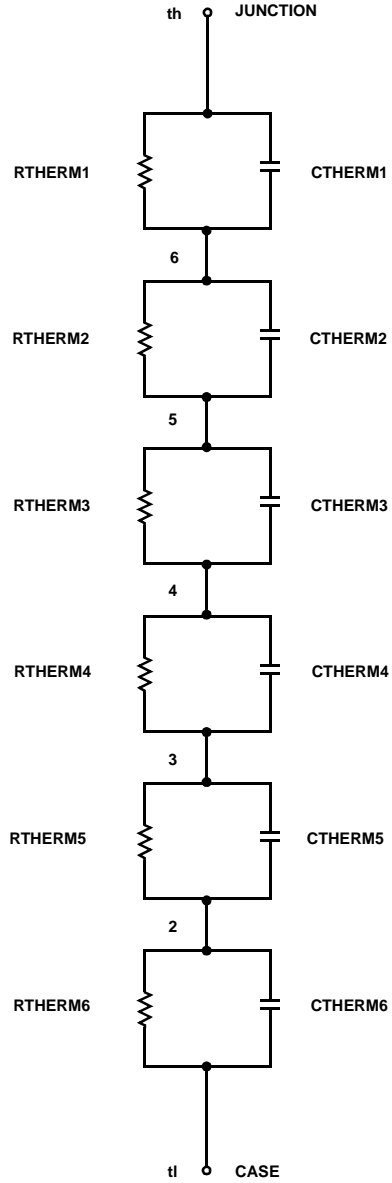 th JUNCTION
RTHERM1 CTHERM1
6
RTHERM2 CTHERM2
5
RTHERM3 CTHERM3
4
RTHERM4 CTHERM4
3
RTHERM5 CTHERM5
2
RTHERM6 CTHERM6
tl CASE